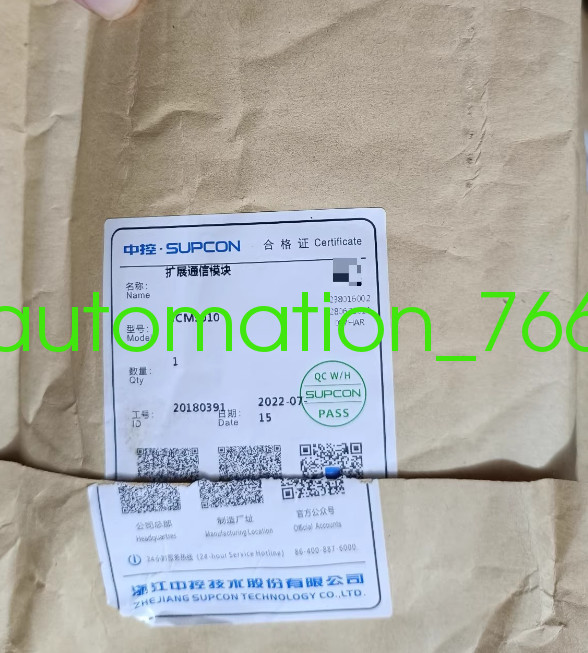 中控·SUPCON 合格证 Certificate
名称:
Name
扩展通信模块
型号:
Model
automation_766
数量:
Qty
1
QC W/H
SUPCON
PASS
工号:
ID
20180391
日期:
Date
2022-07-
15
公司总部
Headquarters
制造厂址
Manufacturing Location
官方公众号
Official Accounts
24小时服务热线 (24-hour Service Hotline) 86-400-887-6000
浙江中控技术股份有限公司
ZHEJIANG SUPCON TECHNOLOGY CO.,LTD.